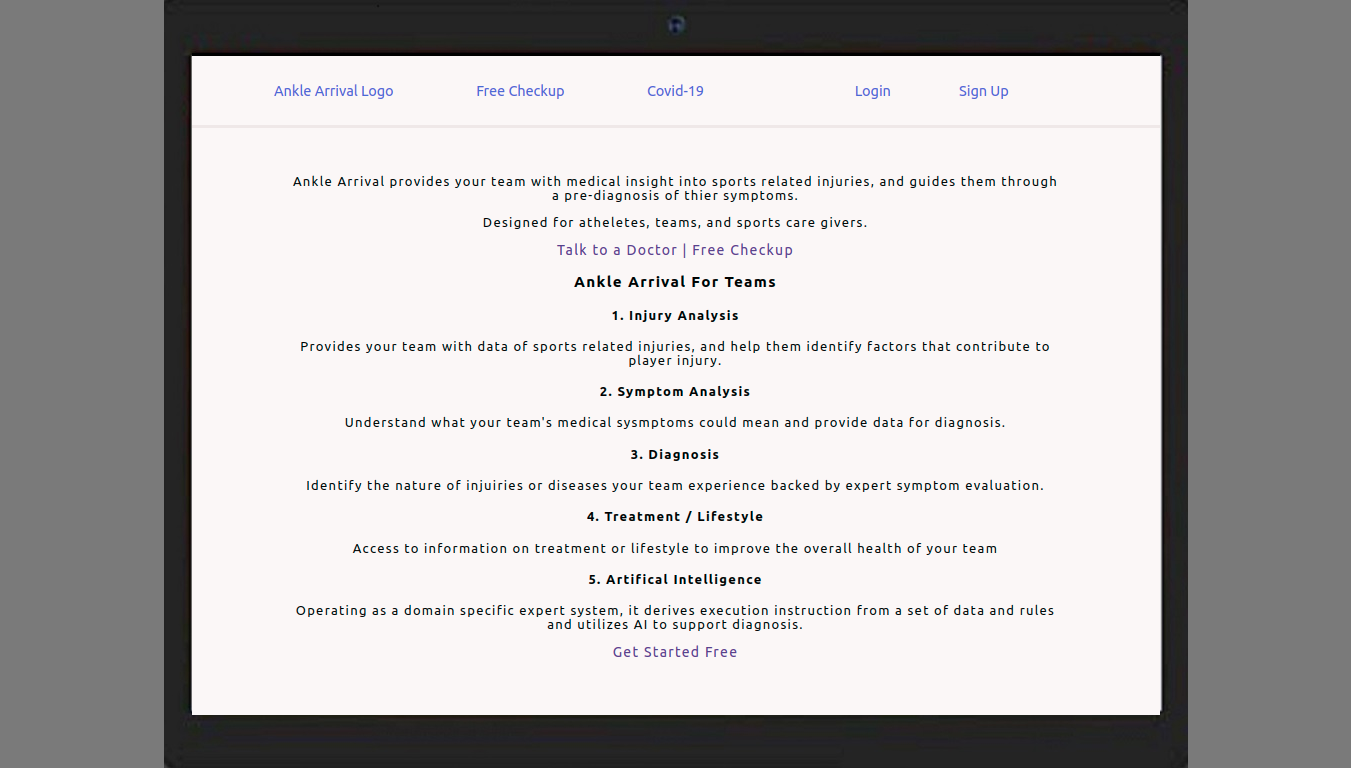 Ankle Arrival Logo Free Checkup Covid-19 Login Sign Up
Ankle Arrival provides your team with medical insight into sports related injuries, and guides them through
a pre-diagnosis of thier symptoms.
Designed for atheletes, teams, and sports care givers.
Talk to a Doctor | Free Checkup
Ankle Arrival For Teams
1. Injury Analysis
Provides your team with data of sports related injuries, and help them identify factors that contribute to
player injury.
2. Symptom Analysis
Understand what your team's medical sysmptoms could mean and provide data for diagnosis.
3. Diagnosis
Identify the nature of injuiries or diseases your team experience backed by expert symptom evaluation.
4. Treatment / Lifestyle
Access to information on treatment or lifestyle to improve the overall health of your team
5. Artifical Intelligence
Operating as a domain specific expert system, it derives execution instruction from a set of data and rules
and utilizes AI to support diagnosis.
Get Started Free